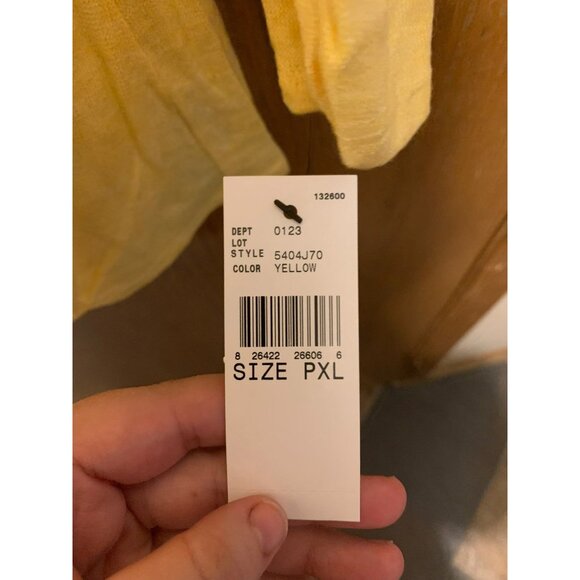 132600
DEPT 0123
LOT
STYLE 5404J70
COLOR YELLOW
8 26422 26606 6
SIZE PXL